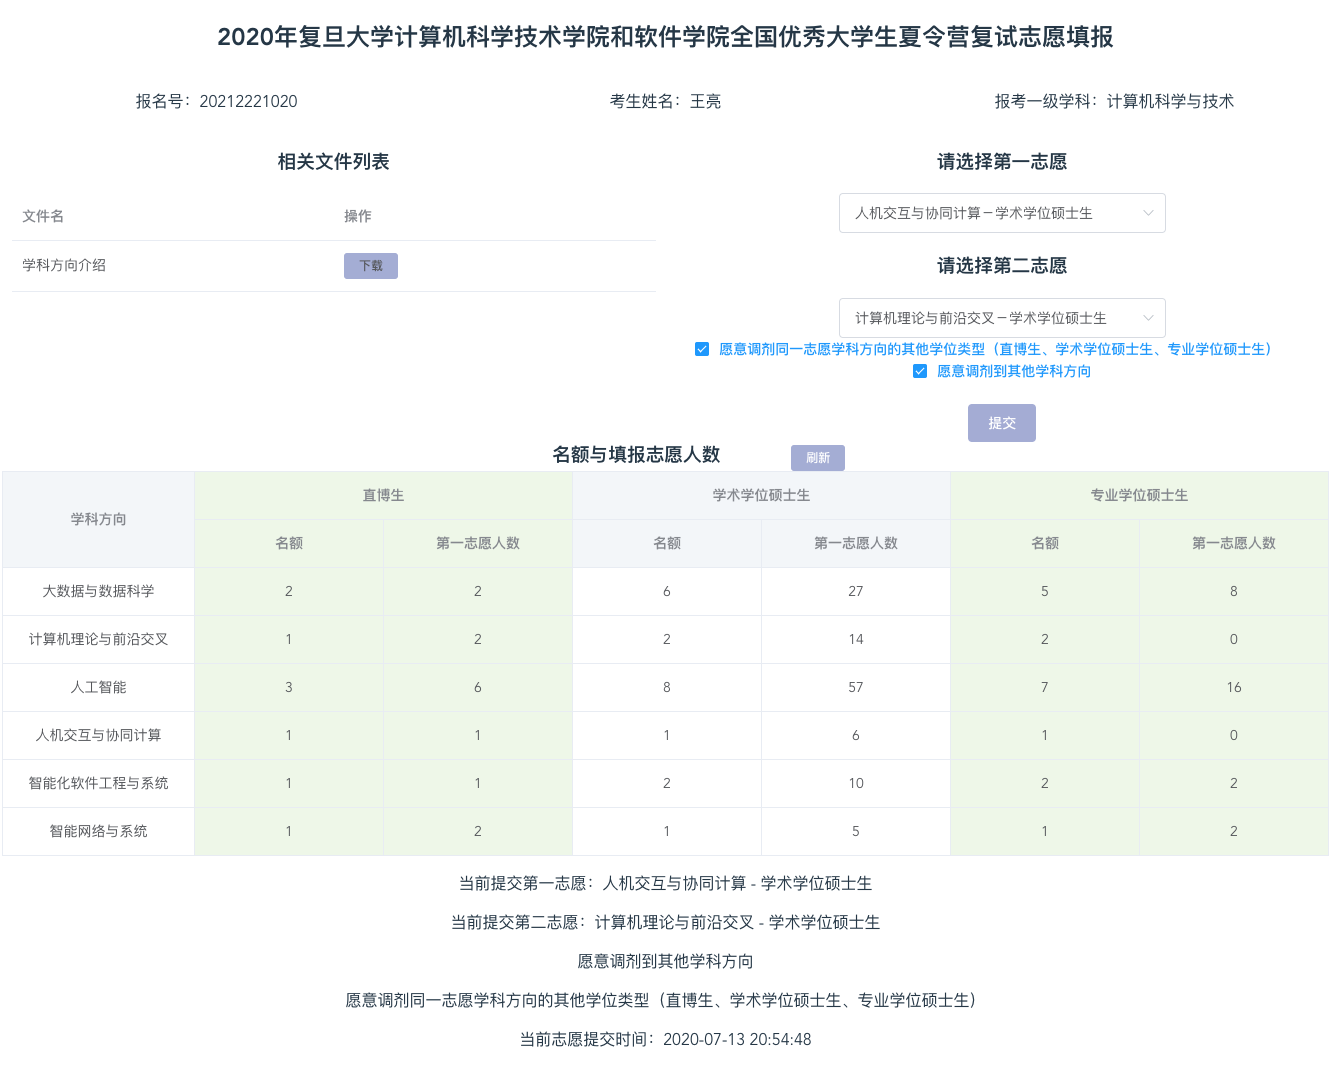 2020年复旦大学计算机科学技术学院和软件学院全国优秀大学生夏令营复试志愿填报
报名号：20212221020 考生姓名：王亮 报考一级学科：计算机科学与技术
相关文件列表
文件名 操作
学科方向介绍 下载
请选择第一志愿
人机交互与协同计算－学术学位硕士生
请选择第二志愿
计算机理论与前沿交叉－学术学位硕士生
愿意调剂同一志愿学科方向的其他学位类型（直博生、学术学位硕士生、专业学位硕士生）
愿意调剂到其他学科方向
提交
名额与填报志愿人数 刷新
学科方向 直博生 学术学位硕士生 专业学位硕士生
名额 第一志愿人数 名额 第一志愿人数 名额 第一志愿人数
大数据与数据科学 2 2 6 27 5 8
计算机理论与前沿交叉 1 2 2 14 2 0
人工智能 3 6 8 57 7 16
人机交互与协同计算 1 1 1 6 1 0
智能化软件工程与系统 1 1 2 10 2 2
智能网络与系统 1 2 1 5 1 2
当前提交第一志愿：人机交互与协同计算 - 学术学位硕士生
当前提交第二志愿：计算机理论与前沿交叉 - 学术学位硕士生
愿意调剂到其他学科方向
愿意调剂同一志愿学科方向的其他学位类型（直博生、学术学位硕士生、专业学位硕士生）
当前志愿提交时间：2020-07-13 20:54:48